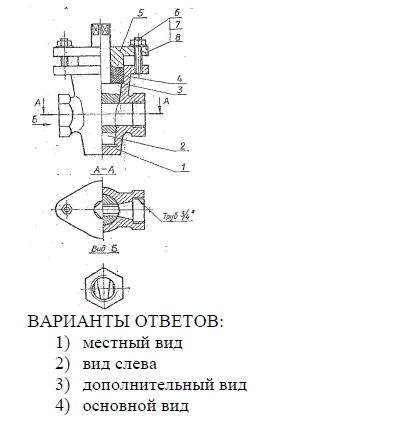 5
6
7
8
4
3
А
А
Б
2
1
А-А
Труб 3/4"
Вид Б
ВАРИАНТЫ ОТВЕТОВ:
1) местный вид
2) вид слева
3) дополнительный вид
4) основной вид